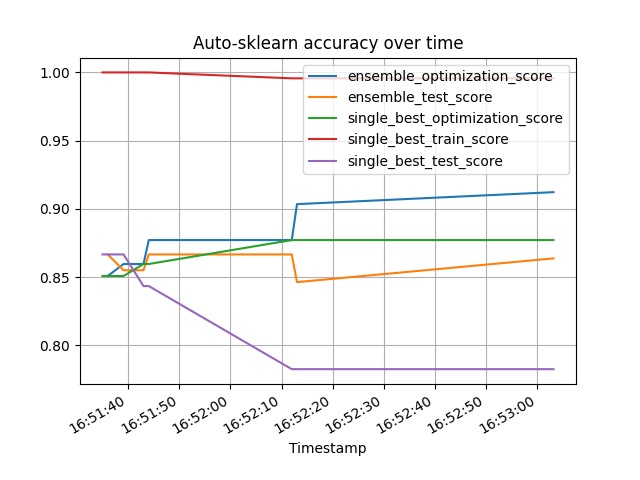 Auto-sklearn accuracy over time
1.00
0.95
0.90
0.85
0.80
ensemble_optimization_score
ensemble_test_score
single_best_optimization_score
single_best_train_score
single_best_test_score
16:51:40
16:51:50
16:52:00
16:52:10
16:52:20
16:52:30
16:52:40
16:52:50
16:53:00
Timestamp